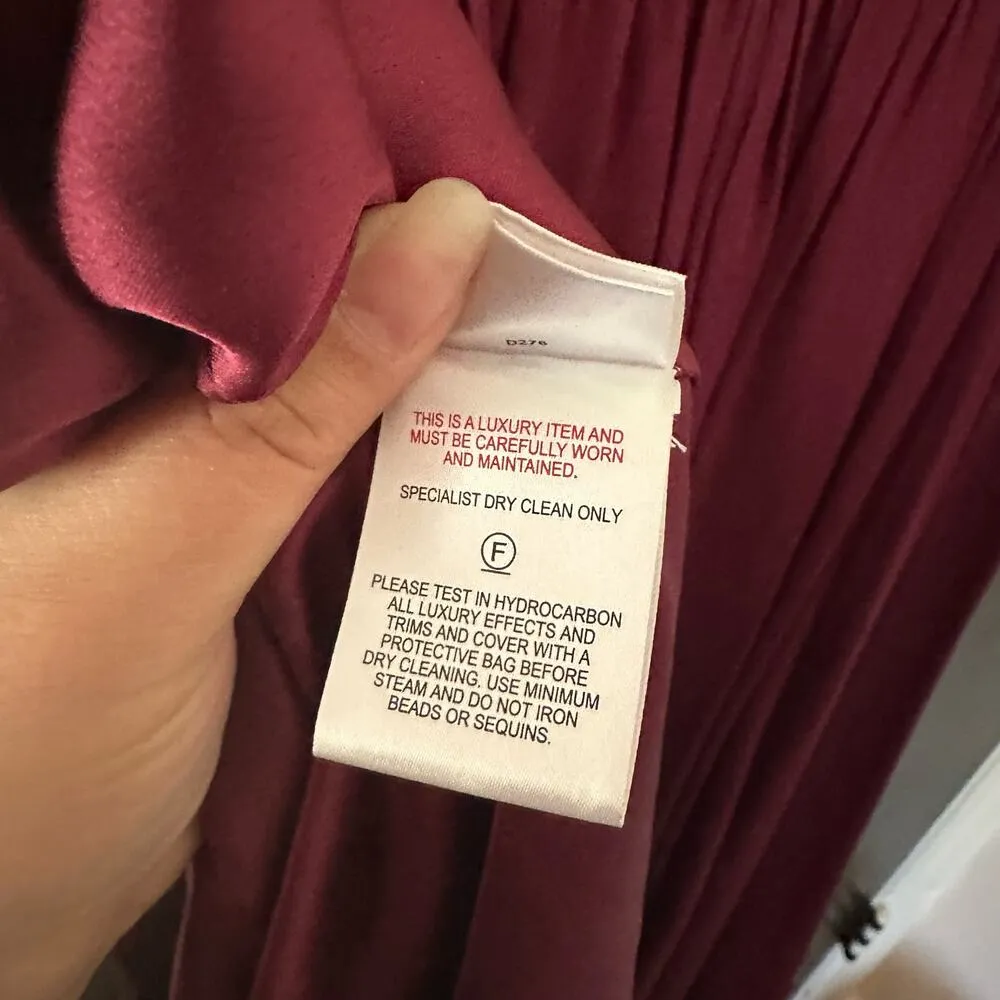 D276
THIS IS A LUXURY ITEM AND
MUST BE CAREFULLY WORN
AND MAINTAINED.
SPECIALIST DRY CLEAN ONLY
F
PLEASE TEST IN HYDROCARBON
ALL LUXURY EFFECTS AND
TRIMS AND COVER WITH A
PROTECTIVE BAG BEFORE
DRY CLEANING. USE MINIMUM
STEAM AND DO NOT IRON
BEADS OR SEQUINS.